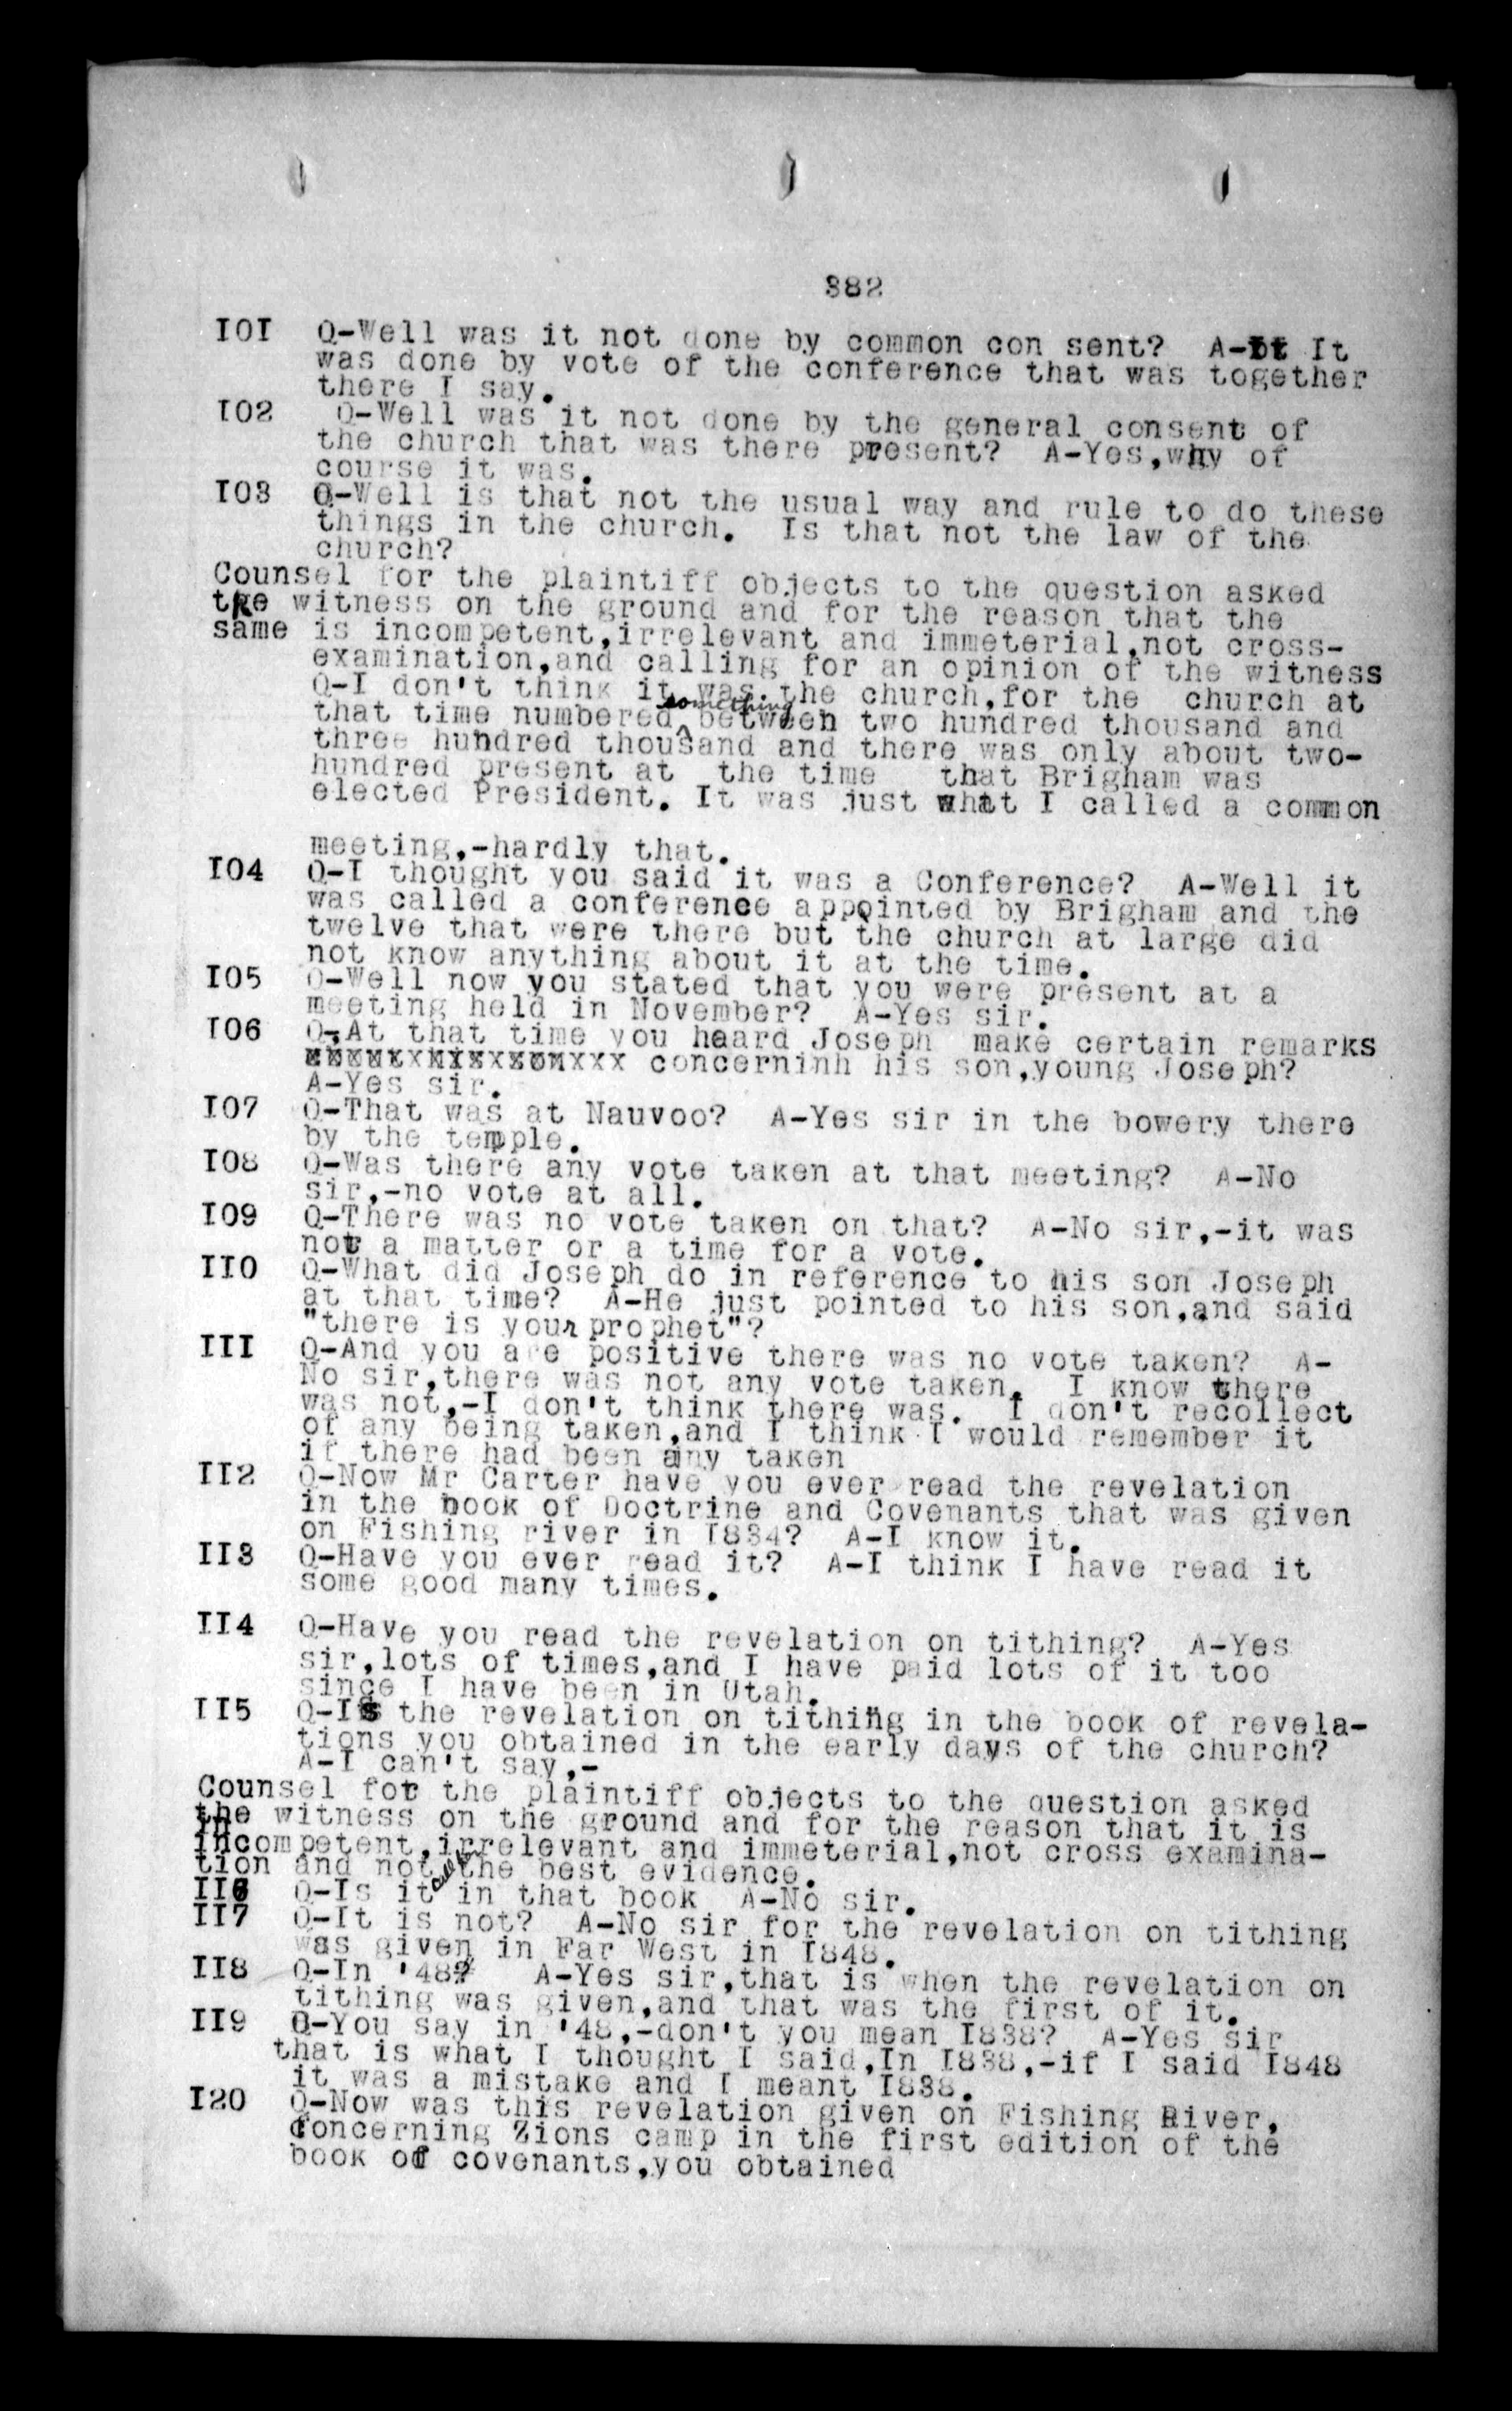 382
I0I Q-Well was it not done by common con sent? A-It It
was done by vote of the conference that was together
there I say.
I02 Q-Well was it not done by the general consent of
the church that was there present? A-Yes,why of
course it was.
I03 Q-Well is that not the usual way and rule to do these
things in the church. Is that not the law of the
church?
Counsel for the plaintiff objects to the question asked
the witness on the ground and for the reason that the
same is incompetent,irrelevant and immeterial,not cross-
examination,and calling for an opinion of the witness
Q-I don't think it was.the church,for the church at
that time numbered something between two hundred thousand and
three hundred thousand and there was only about two-
hundred present at the time that Brigham was
elected President. It was just what I called a common
meeting,-hardly that.
I04 Q-I thought you said it was a Conference? A-Well it
was called a conference appointed by Brigham and the
twelve that were there but the church at large did
not know anything about it at the time.
I05 Q-Well now you stated that you were present at a
meeting held in November? A-Yes sir.
I06 Q-At that time you heard Joseph make certain remarks
concerninh his son,young Joseph?
A-Yes sir.
I07 Q-That was at Nauvoo? A-Yes sir in the bowery there
by the temple.
I08 Q-Was there any vote taken at that meeting? A-No
sir,-no vote at all.
I09 Q-There was no vote taken on that? A-No sir,-it was
not a matter or a time for a vote.
II0 Q-What did Joseph do in reference to his son Joseph
at that time? A-He just pointed to his son,and said
"there is your prophet"?
III Q-And you are positive there was no vote taken? A-
No sir,there was not any vote taken. I know there
was not,-I don't think there was. I don't recollect
of any being taken,and I think I would remember it
if there had been any taken
II2 Q-Now Mr Carter have you ever read the revelation
in the book of Doctrine and Covenants that was given
on Fishing river in I834? A-I know it.
II3 Q-Have you ever read it? A-I think I have read it
some good many times.
II4 Q-Have you read the revelation on tithing? A-Yes
sir,lots of times,and I have paid lots of it too
since I have been in Utah.
II5 Q-Is the revelation on tithing in the book of revela-
tions you obtained in the early days of the church?
A-I can't say,-
Counsel for the plaintiff objects to the question asked
the witness on the ground and for the reason that it is
incompetent,irrelevant and immeterial,not cross examina-
tion and not the best evidence.
II6 Q-Is it in that book A-No sir.
II7 Q-It is not? A-No sir for the revelation on tithing
was given in Far West in I848.
II8 Q-In '48? A-Yes sir,that is when the revelation on
tithing was given,and that was the first of it.
II9 Q-You say in '48,-don't you mean I838? A-Yes sir
that is what I thought I said,In I838,-if I said I848
it was a mistake and I meant I838.
I20 Q-Now was this revelation given on Fishing River,
concerning Zions camp in the first edition of the
book of covenants,you obtained